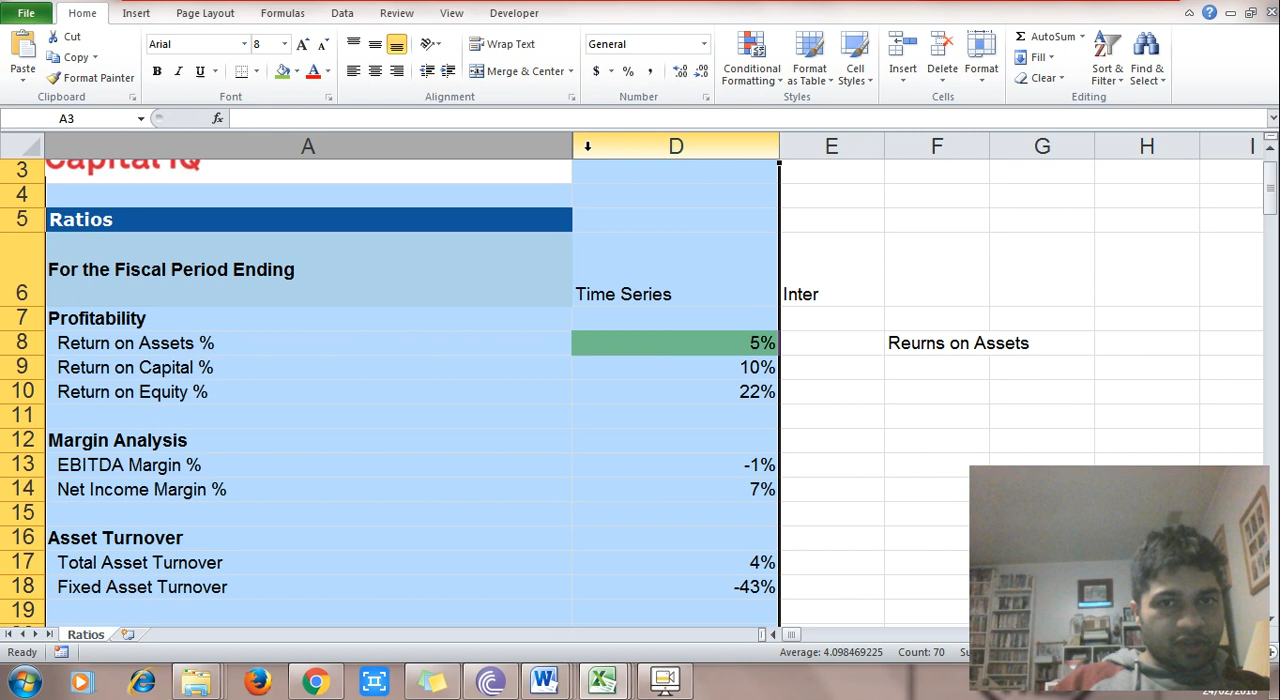 File Home Insert Page Layout Formulas Data Review View Developer
Paste Cut Copy Format Painter
Clipboard
Arial 8 A A
B I U A
Font
Wrap Text
Merge & Center
Alignment
General
$ % ,
Number
Conditional Formatting Format as Table Cell Styles
Styles
Insert Delete Format
Cells
AutoSum Fill Clear Sort & Filter Find & Select
Editing
A3 fx
A D E F G H I
3 Capital IQ
4
5 Ratios
6 For the Fiscal Period Ending Time Series Inter
7 Profitability
8 Return on Assets % 5% Reurns on Assets
9 Return on Capital % 10%
10 Return on Equity % 22%
11
12 Margin Analysis
13 EBITDA Margin % -1%
14 Net Income Margin % 7%
15
16 Asset Turnover
17 Total Asset Turnover 4%
18 Fixed Asset Turnover -43%
19
Ratios
Ready Average: 4.098469225 Count: 70